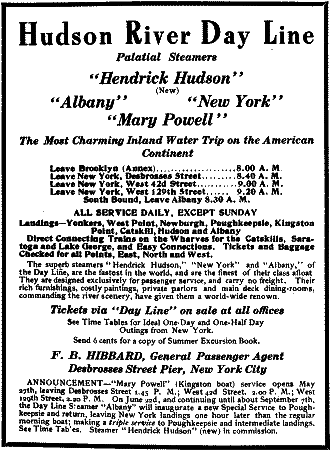 Hudson River Day Line
Palatial Steamers
"Hendrick Hudson"
(New)
"Albany" "New York"
"Mary Powell"
The Most Charming Inland Water Trip on the American
Continent
Leave Brooklyn (Annex)....................8.00 A. M.
Leave New York, Desbrosses Street.......8.40 A. M.
Leave New York, West 42d Street..........9.00 A. M.
Leave New York, West 129th Street...... 9.20 A. M.
South Bound, Leave Albany 8.30 A. M.
ALL SERVICE DAILY, EXCEPT SUNDAY
Landings—Yonkers, West Point, Newburgh, Poughkeepsie, Kingston
Point, Catskill, Hudson and Albany
Direct Connecting Trains on the Wharves for the Catskills, Sara-
toga and Lake George, and Easy Connections. Tickets and Baggage
Checked for all Points, East, North and West.
The superb steamers "Hendrick Hudson," "New York" and "Albany," of
the Day Line, are the fastest in the world, and are the finest of their class afloat
They are designed exclusively for passenger service, and carry no freight. Their
rich furnishings, costly paintings, private parlors and main deck dining-rooms,
commanding the river scenery, have given them a world-wide renown.
Tickets via "Day Line" on sale at all offices
See Time Tables for Ideal One-Day and One-Half Day
Outings from New York.
Send 6 cents for a copy of Summer Excursion Book.
F. B. HIBBARD, General Passenger Agent
Desbrosses Street Pier, New York City
ANNOUNCEMENT—"Mary Powell" (Kingston boat) service opens May
27th, leaving Desbrosses Street 1.45 P. M.; West 42d Street. 2.00 P. M.; West
129th Street, 2.20 P. M. On June 22d, and continuing until about September 7th,
the Day Line Steamer "Albany" will inaugurate a new Special Service to Pough-
keepsie and return, leaving New York landings one hour later than the regular
morning boat; making a triple service to Poughkeepsie and intermediate landings.
See Time Tables. Steamer "Hendrick Hudson" (new) in commission.